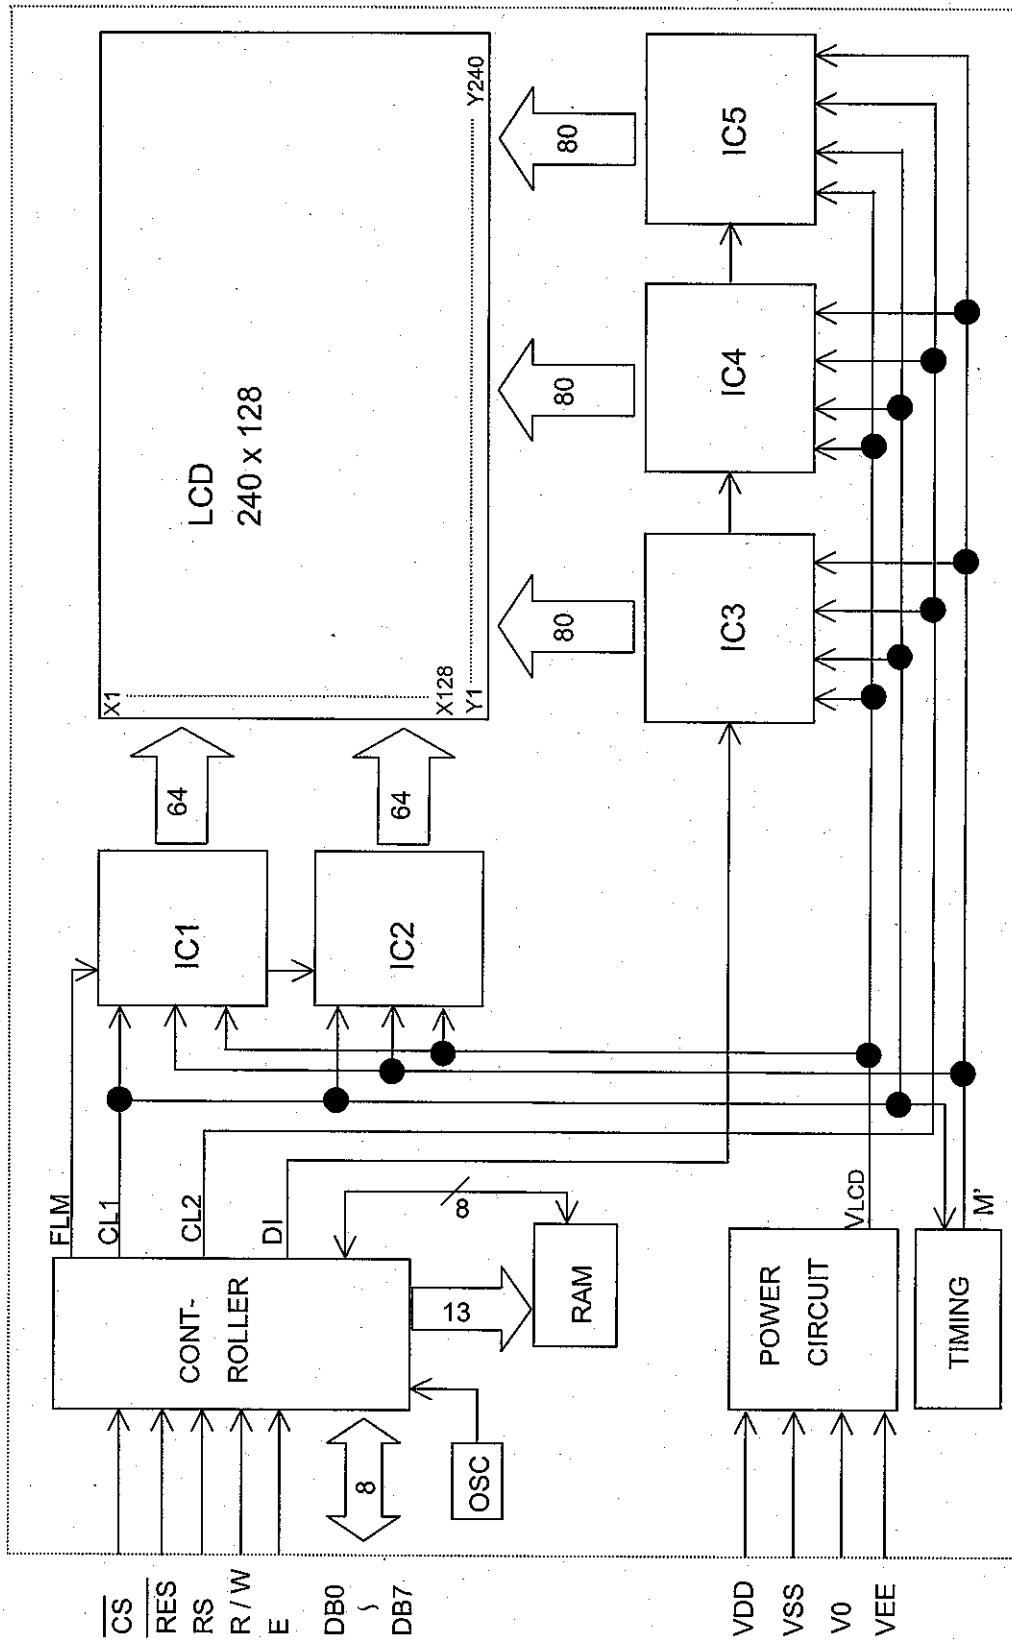 CS
RES
RS
R / W
E
DB0
~
DB7
VDD
VSS
V0
VEE
CONT-
ROLLER
8
OSC
13
RAM
8
FLM
CL1
CL2
DI
POWER
CIRCUIT
VLCD
TIMING
M'
IC1
IC2
64
64
LCD
240 x 128
X1
X128
Y1
Y240
80
80
80
IC3
IC4
IC5